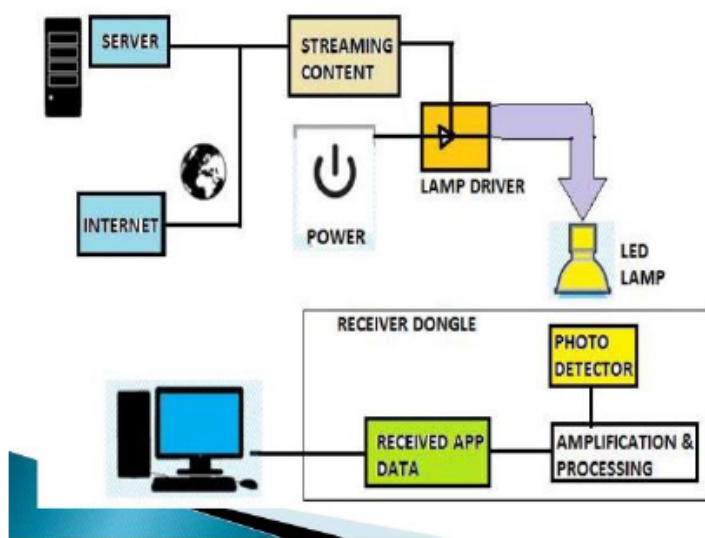 SERVER
STREAMING
CONTENT
INTERNET
POWER
LAMP DRIVER
LED
LAMP
RECEIVER DONGLE
PHOTO
DETECTOR
RECEIVED APP
DATA
AMPLIFICATION &
PROCESSING